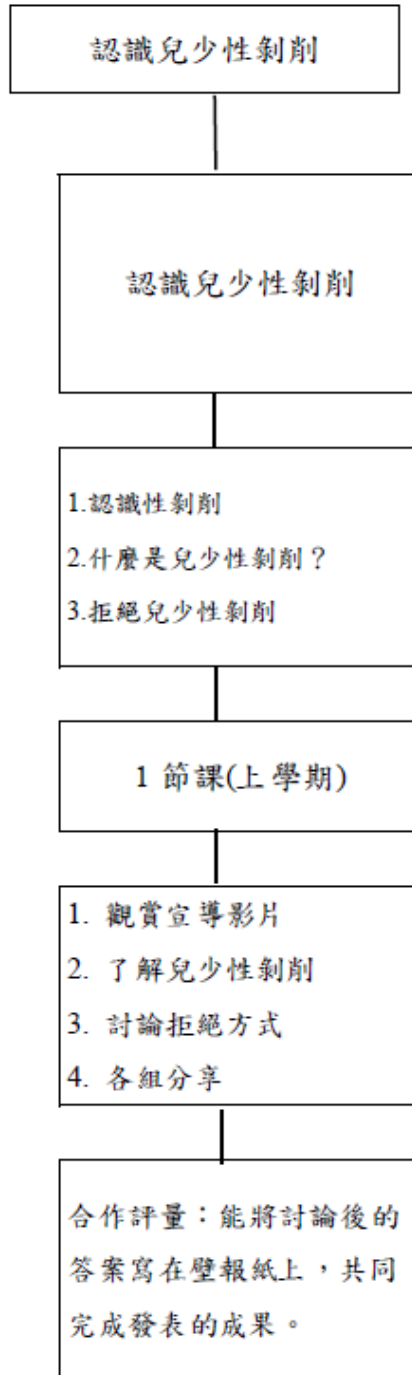 認識兒少性剝削
認識兒少性剝削
1.認識性剝削
2.什麼是兒少性剝削？
3.拒絕兒少性剝削
1 節課(上學期)
1. 觀賞宣導影片
2. 了解兒少性剝削
3. 討論拒絕方式
4. 各組分享
合作評量：能將討論後的
答案寫在壁報紙上，共同
完成發表的成果。